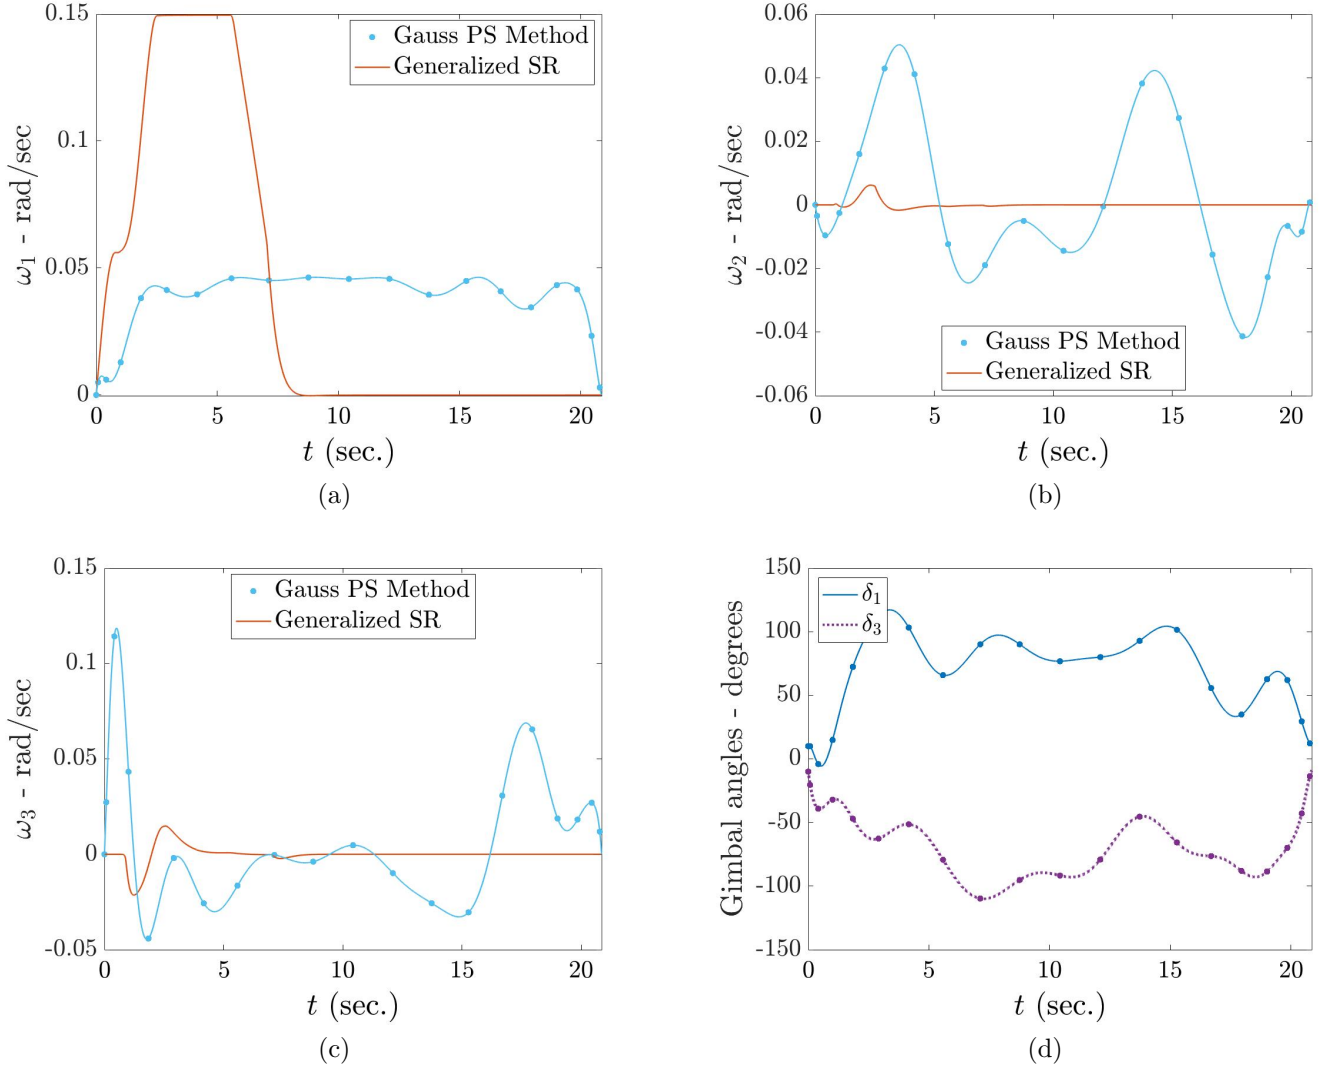 0.15
0.1
0.05
0
ω1 - rad/sec
Gauss PS Method
Generalized SR
0 5 10 15 20
t (sec.)
(a)
0.06
0.04
0.02
0
-0.02
-0.04
-0.06
ω2 - rad/sec
Gauss PS Method
Generalized SR
0 5 10 15 20
t (sec.)
(b)
0.15
0.1
0.05
0
-0.05
ω3 - rad/sec
Gauss PS Method
Generalized SR
0 5 10 15 20
t (sec.)
(c)
150
100
50
0
-50
-100
-150
Gimbal angles - degrees
δ1
δ3
0 5 10 15 20
t (sec.)
(d)